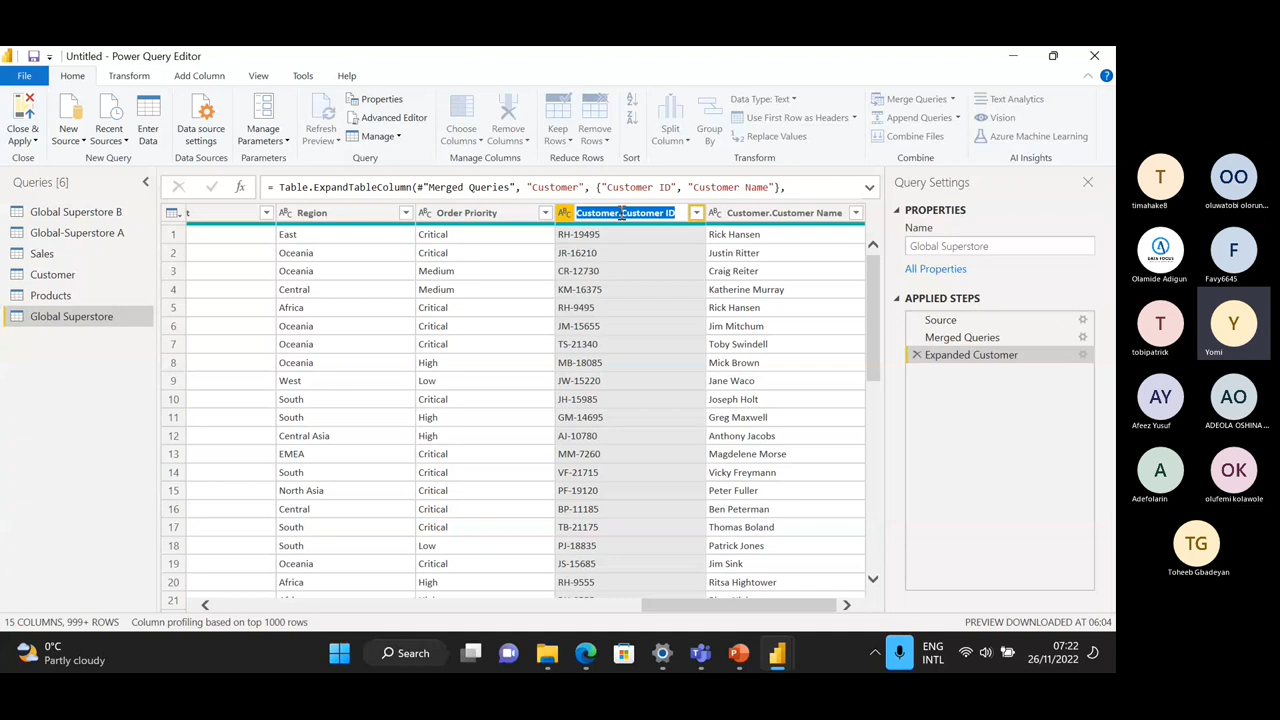 Untitled - Power Query Editor
File Home Transform Add Column View Tools Help
Close & Apply
New Source
Recent Sources
Enter Data
Data source settings
Manage Parameters
Refresh Preview
Properties
Advanced Editor
Manage
Choose Columns
Remove Columns
Keep Rows
Remove Rows
Split Column
Group By
Data Type: Text
Use First Row as Headers
Replace Values
Merge Queries
Append Queries
Combine Files
Text Analytics
Vision
Azure Machine Learning
Close New Query Data Sources Parameters Query Manage Columns Reduce Rows Sort Transform Combine AI Insights
Queries [6]
Global Superstore B
Global-Superstore A
Sales
Customer
Products
Global Superstore
= Table.ExpandTableColumn(#"Merged Queries", "Customer", {"Customer ID", "Customer Name"},
t Region Order Priority Customer.Customer ID Customer.Customer Name
1 East Critical RH-19495 Rick Hansen
2 Oceania Critical JR-16210 Justin Ritter
3 Oceania Medium CR-12730 Craig Reiter
4 Central Medium KM-16375 Katherine Murray
5 Africa Critical RH-9495 Rick Hansen
6 Oceania Critical JM-15655 Jim Mitchum
7 Oceania Critical TS-21340 Toby Swindell
8 Oceania High MB-18085 Mick Brown
9 West Low JW-15220 Jane Waco
10 South Critical JH-15985 Joseph Holt
11 South High GM-14695 Greg Maxwell
12 Central Asia High AJ-10780 Anthony Jacobs
13 EMEA Critical MM-7260 Magdelene Morse
14 South Critical VF-21715 Vicky Freymann
15 North Asia Critical PF-19120 Peter Fuller
16 Central Critical BP-11185 Ben Peterman
17 South Critical TB-21175 Thomas Boland
18 South Low PJ-18835 Patrick Jones
19 Oceania Critical JS-15685 Jim Sink
20 Africa High RH-9555 Ritsa Hightower
21
Query Settings
PROPERTIES
Name
Global Superstore
All Properties
APPLIED STEPS
Source
Merged Queries
Expanded Customer
15 COLUMNS, 999+ ROWS Column profiling based on top 1000 rows PREVIEW DOWNLOADED AT 06:04
0°C
Partly cloudy
Search
ENG
INTL
07:22
26/11/2022
T OO
timahake8 oluwatobi olorun...
F
Olamide Adigun Favy6645
T Y
tobipatrick Yomi
AY AO
Afeez Yusuf ADEOLA OSHINA...
A OK
Adefolarin olufemi kolawole
TG
Toheeb Gbadeyan